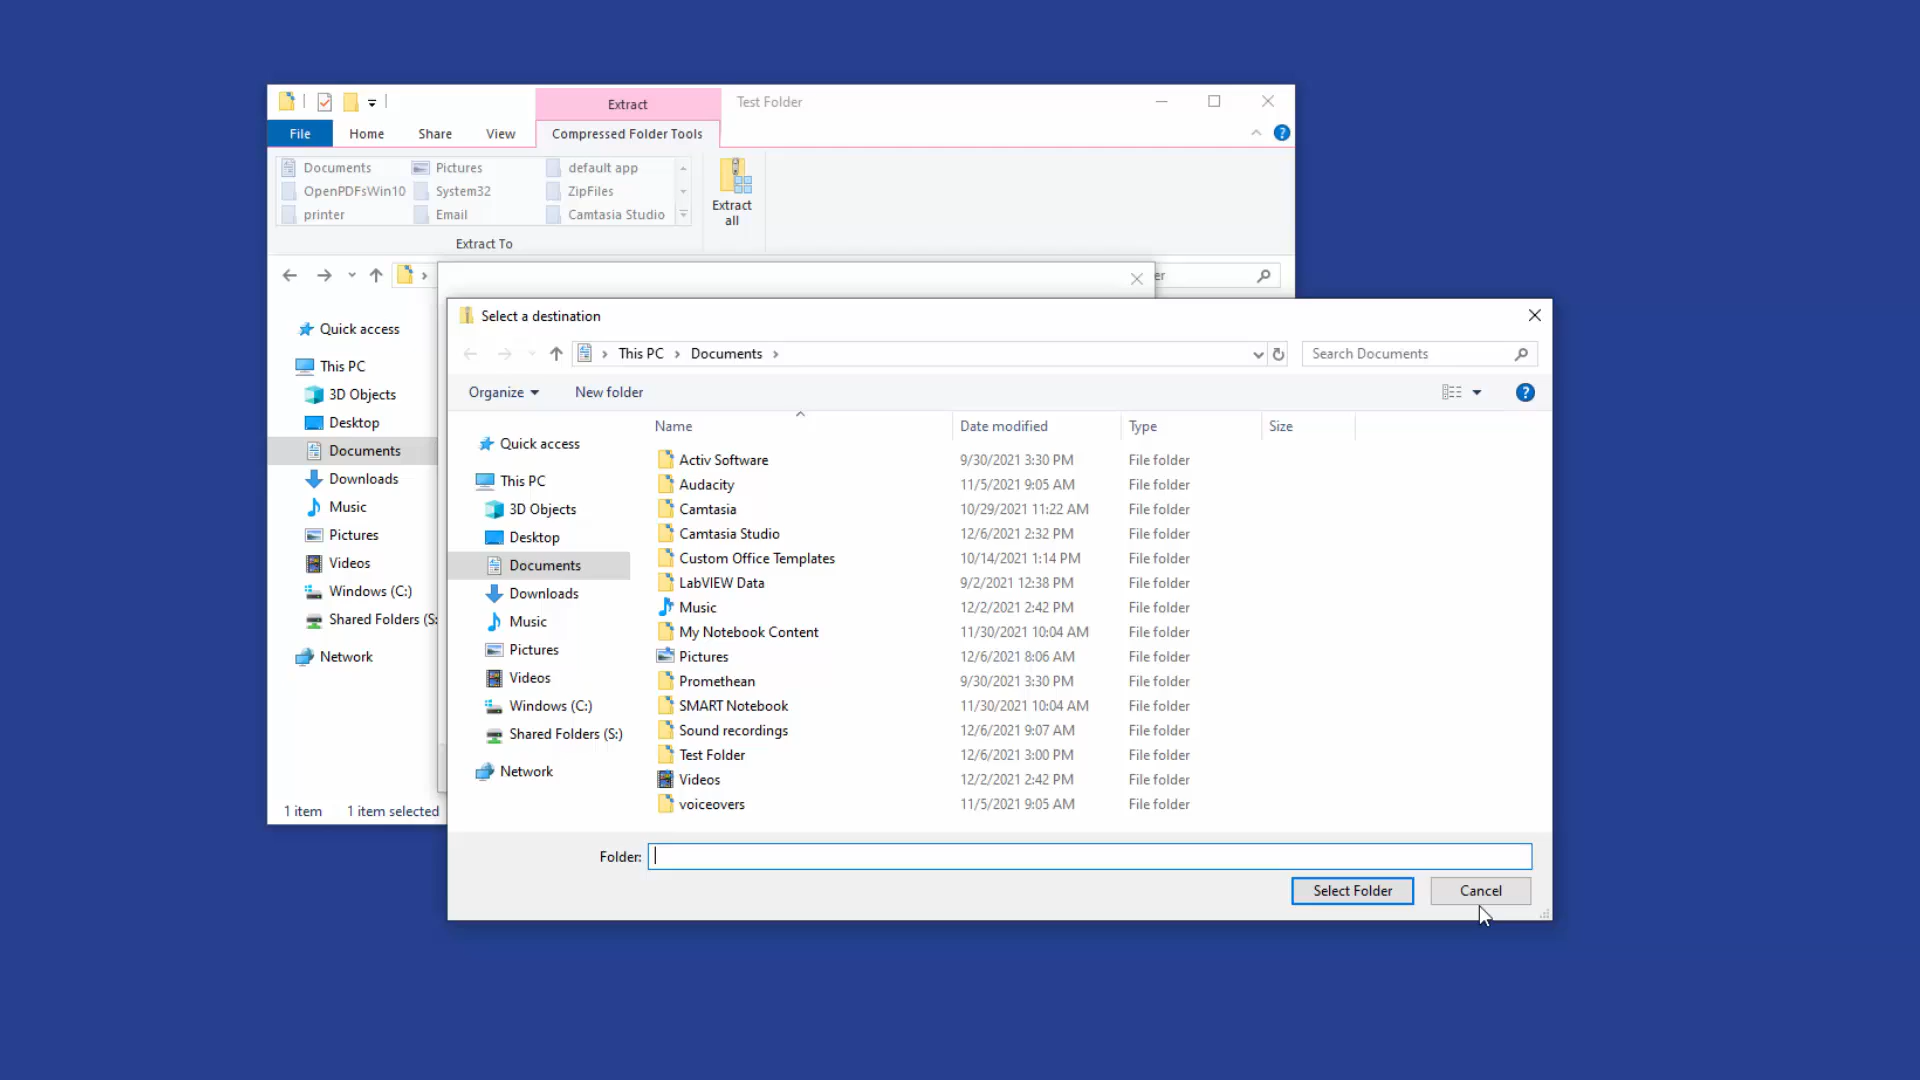 Extract
Test Folder
File
Home
Share
View
Compressed Folder Tools
Documents
Pictures
default app
OpenPDFsWin10
System32
ZipFiles
printer
Email
Camtasia Studio
Extract
all
Extract To
er
Quick access
This PC
3D Objects
Desktop
Documents
Downloads
Music
Pictures
Videos
Windows (C:)
Shared Folders (S:
Network
1 item
1 item selected
Select a destination
This PC > Documents >
Search Documents
Organize
New folder
Quick access
This PC
3D Objects
Desktop
Documents
Downloads
Music
Pictures
Videos
Windows (C:)
Shared Folders (S:)
Network
Name Date modified Type Size
Activ Software 9/30/2021 3:30 PM File folder
Audacity 11/5/2021 9:05 AM File folder
Camtasia 10/29/2021 11:22 AM File folder
Camtasia Studio 12/6/2021 2:32 PM File folder
Custom Office Templates 10/14/2021 1:14 PM File folder
LabVIEW Data 9/2/2021 12:38 PM File folder
Music 12/2/2021 2:42 PM File folder
My Notebook Content 11/30/2021 10:04 AM File folder
Pictures 12/6/2021 8:06 AM File folder
Promethean 9/30/2021 3:30 PM File folder
SMART Notebook 11/30/2021 10:04 AM File folder
Sound recordings 12/6/2021 9:07 AM File folder
Test Folder 12/6/2021 3:00 PM File folder
Videos 12/2/2021 2:42 PM File folder
voiceovers 11/5/2021 9:05 AM File folder
Folder:
Select Folder
Cancel